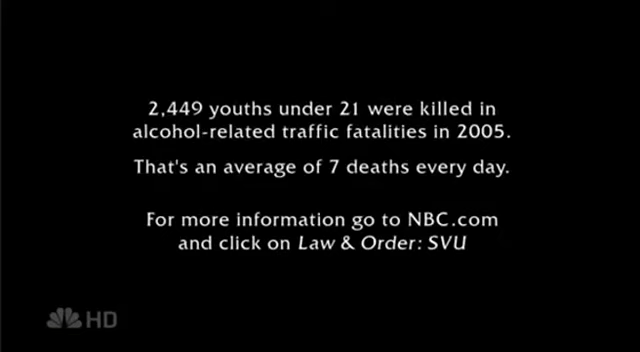 2,449 youths under 21 were killed in
alcohol-related traffic fatalities in 2005.
That's an average of 7 deaths every day.
For more information go to NBC.com
and click on Law & Order: SVU
HD